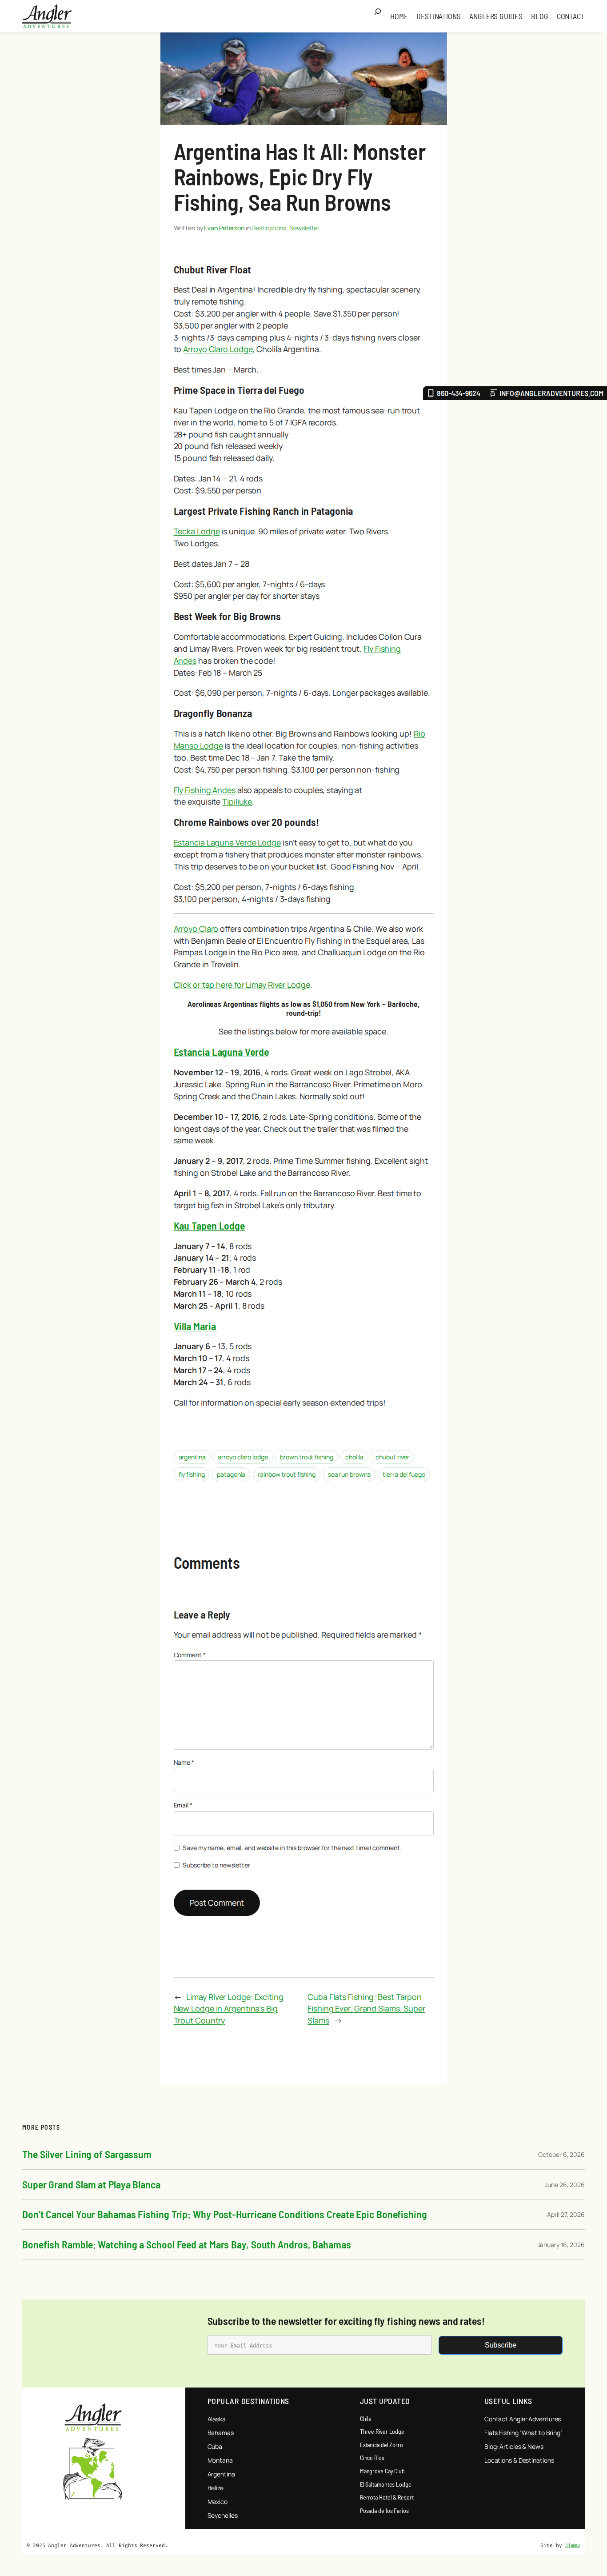 Angler
ADVENTURES
HOME
DESTINATIONS
ANGLERS GUIDES
BLOG
CONTACT
Argentina Has It All: Monster
Rainbows, Epic Dry Fly
Fishing, Sea Run Browns
Written by Evan Peterson in Destinations, Newsletter
860-434-9624
INFO@ANGLERADVENTURES.COM
Chubut River Float
Best Deal in Argentina! Incredible dry fly fishing, spectacular scenery,
truly remote fishing.
Cost: $3,200 per angler with 4 people. Save $1,350 per person!
$3,500 per angler with 2 people
3-nights /3-days camping plus 4-nights / 3-days fishing rivers closer
to Arroyo Claro Lodge, Cholila Argentina.
Best times Jan – March.
Prime Space in Tierra del Fuego
Kau Tapen Lodge on the Rio Grande, the most famous sea-run trout
river in the world, home to 5 of 7 IGFA records.
28+ pound fish caught annually
20 pound fish released weekly
15 pound fish released daily.
Dates: Jan 14 – 21, 4 rods
Cost: $9,550 per person
Largest Private Fishing Ranch in Patagonia
Tecka Lodge is unique. 90 miles of private water. Two Rivers.
Two Lodges.
Best dates Jan 7 – 28
Cost: $5,600 per angler, 7-nights / 6-days
$950 per angler per day for shorter stays
Best Week for Big Browns
Comfortable accommodations. Expert Guiding. Includes Collon Cura
and Limay Rivers. Proven week for big resident trout. Fly Fishing
Andes has broken the code!
Dates: Feb 18 – March 25
Cost: $6,090 per person, 7-nights / 6-days. Longer packages available.
Dragonfly Bonanza
This is a hatch like no other. Big Browns and Rainbows looking up! Rio
Manso Lodge is the ideal location for couples, non-fishing activities
too. Best time Dec 18 – Jan 7. Take the family.
Cost: $4,750 per person fishing. $3,100 per person non-fishing
Fly Fishing Andes also appeals to couples, staying at
the exquisite Tipiliuke.
Chrome Rainbows over 20 pounds!
Estancia Laguna Verde Lodge isn't easy to get to, but what do you
except from a fishery that produces monster after monster rainbows.
This trip deserves to be on your bucket list. Good Fishing Nov – April.
Cost: $5,200 per person, 7-nights / 6-days fishing
$3,100 per person, 4-nights / 3-days fishing
Arroyo Claro offers combination trips Argentina & Chile. We also work
with Benjamin Beale of El Encuentro Fly Fishing in the Esquel area, Las
Pampas Lodge in the Rio Pico area, and Challuaquin Lodge on the Rio
Grande in Trevelin.
Click or tap here for Limay River Lodge.
Aerolineas Argentinas flights as low as $1,050 from New York – Bariloche,
round-trip!
See the listings below for more available space.
Estancia Laguna Verde
November 12 – 19, 2016, 4 rods. Great week on Lago Strobel, AKA
Jurassic Lake. Spring Run in the Barrancoso River. Primetime on Moro
Spring Creek and the Chain Lakes. Normally sold out!
December 10 – 17, 2016, 2 rods. Late-Spring conditions. Some of the
longest days of the year. Check out the trailer that was filmed the
same week.
January 2 – 9, 2017, 2 rods. Prime Time Summer fishing. Excellent sight
fishing on Strobel Lake and the Barrancoso River.
April 1 – 8, 2017, 4 rods. Fall run on the Barrancoso River. Best time to
target big fish in Strobel Lake's only tributary.
Kau Tapen Lodge
January 7 – 14, 8 rods
January 14 – 21, 4 rods
February 11 -18, 1 rod
February 26 – March 4, 2 rods
March 11 – 18, 10 rods
March 25 – April 1, 8 rods
Villa Maria
January 6 – 13, 5 rods
March 10 – 17, 4 rods
March 17 – 24, 4 rods
March 24 – 31, 6 rods
Call for information on special early season extended trips!
argentina
arroyo claro lodge
brown trout fishing
cholila
chubut river
fly fishing
patagonia
rainbow trout fishing
sea run browns
tierra del fuego
Comments
Leave a Reply
Your email address will not be published. Required fields are marked *
Comment *
Name *
Email *
Save my name, email, and website in this browser for the next time I comment.
Subscribe to newsletter
Post Comment
← Limay River Lodge: Exciting
New Lodge in Argentina's Big
Trout Country
Cuba Flats Fishing: Best Tarpon
Fishing Ever, Grand Slams, Super
Slams →
MORE POSTS
The Silver Lining of Sargassum
October 6, 2026
Super Grand Slam at Playa Blanca
June 26, 2026
Don't Cancel Your Bahamas Fishing Trip: Why Post-Hurricane Conditions Create Epic Bonefishing
April 27, 2026
Bonefish Ramble: Watching a School Feed at Mars Bay, South Andros, Bahamas
January 16, 2026
Subscribe to the newsletter for exciting fly fishing news and rates!
Your Email Address
Subscribe
Angler
ADVENTURES
POPULAR DESTINATIONS
Alaska
Bahamas
Cuba
Montana
Argentina
Belize
Mexico
Seychelles
JUST UPDATED
Chile
Three River Lodge
Estancia del Zorro
Cinco Rios
Mangrove Cay Club
El Saltamontes Lodge
Remota Hotel & Resort
Posada de los Farios
USEFUL LINKS
Contact Angler Adventures
Flats Fishing "What to Bring"
Blog: Articles & News
Locations & Destinations
© 2025 Angler Adventures. All Rights Reserved.
Site by Jimmy